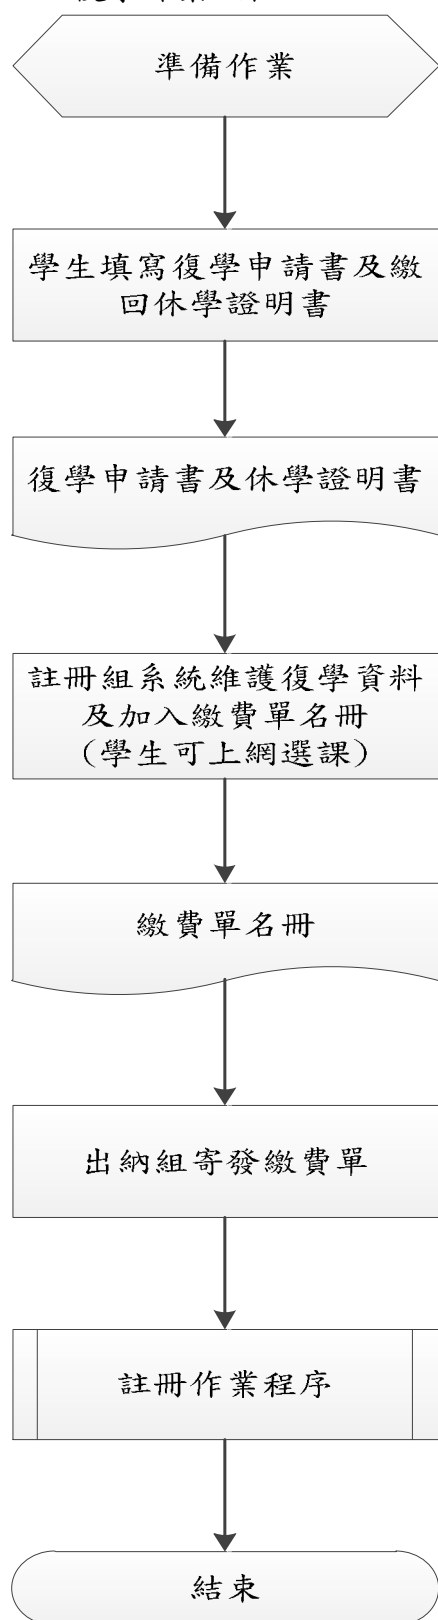 準備作業
學生填寫復學申請書及繳
回休學證明書
復學申請書及休學證明書
註冊組系統維護復學資料
及加入繳費單名冊
(學生可上網選課)
繳費單名冊
出納組寄發繳費單
註冊作業程序
結束